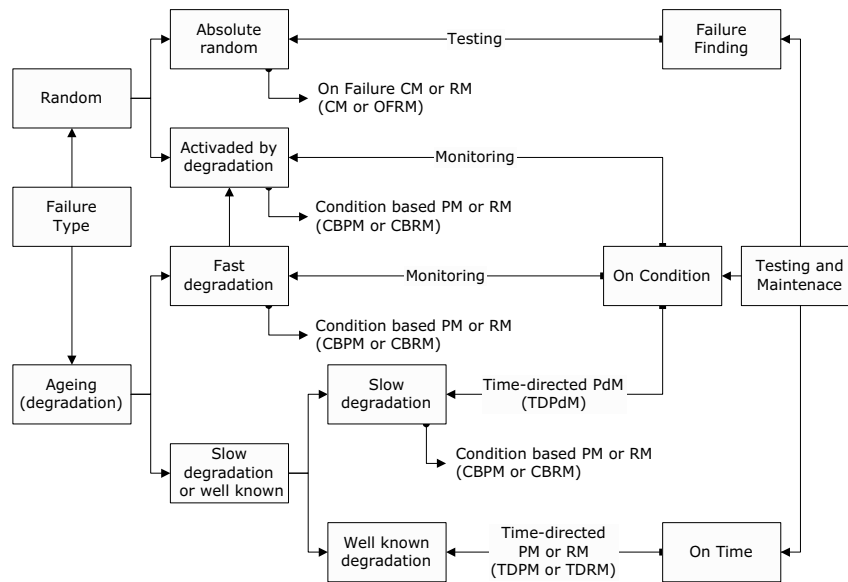 Absolute
random
Testing
Failure
Finding
Random
On Failure CM or RM
(CM or OFRM)
Activaded by
degradation
Monitoring
Failure
Type
Condition based PM or RM
(CBPM or CBRM)
Fast
degradation
Monitoring
On Condition
Testing and
Maintenace
Condition based PM or RM
(CBPM or CBRM)
Ageing
(degradation)
Slow
degradation
Time-directed PdM
(TDPdM)
Slow
degradation
or well known
Condition based PM or RM
(CBPM or CBRM)
Well known
degradation
Time-directed
PM or RM
(TDPM or TDRM)
On Time